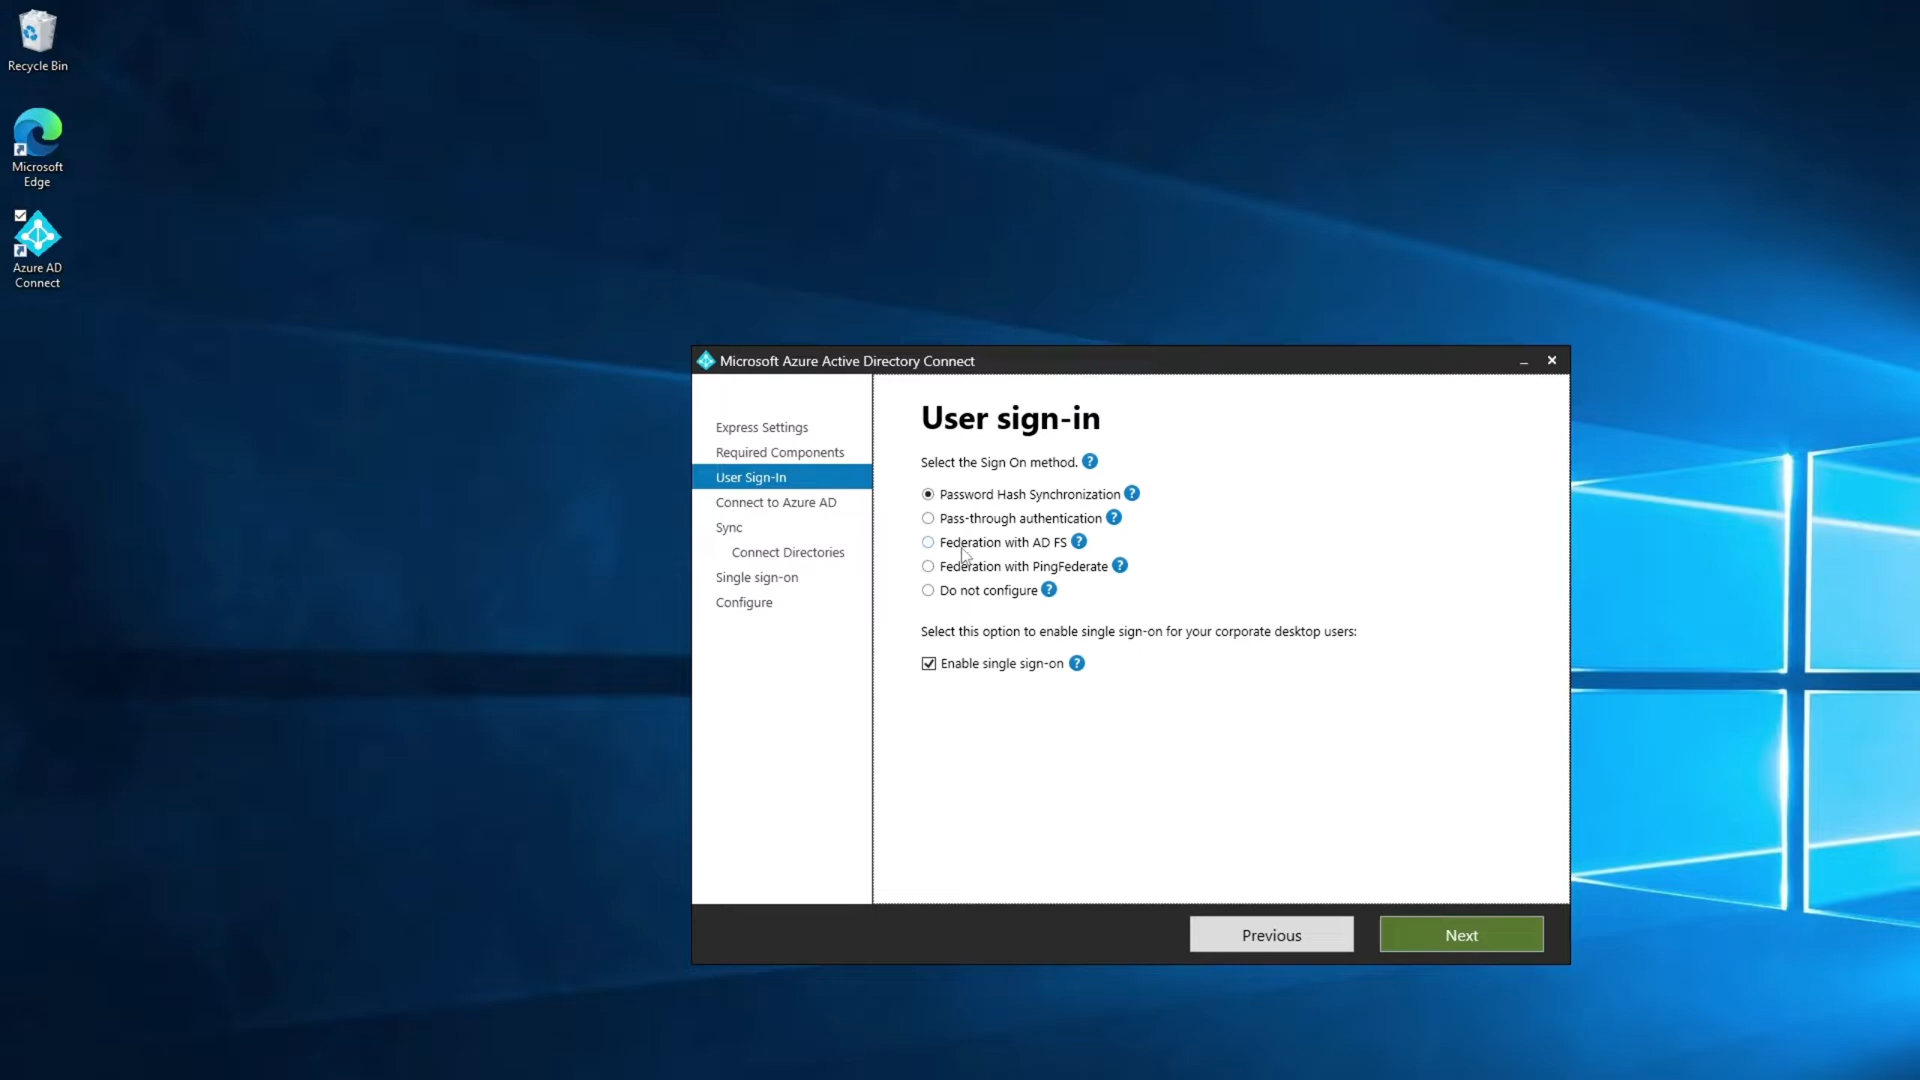 Recycle Bin
Microsoft
Edge
Azure AD
Connect
Microsoft Azure Active Directory Connect
Express Settings
Required Components
User Sign-In
Connect to Azure AD
Sync
Connect Directories
Single sign-on
Configure
User sign-in
Select the Sign On method. ?
Password Hash Synchronization ?
Pass-through authentication ?
Federation with AD FS ?
Federation with PingFederate ?
Do not configure ?
Select this option to enable single sign-on for your corporate desktop users:
Enable single sign-on ?
Previous
Next